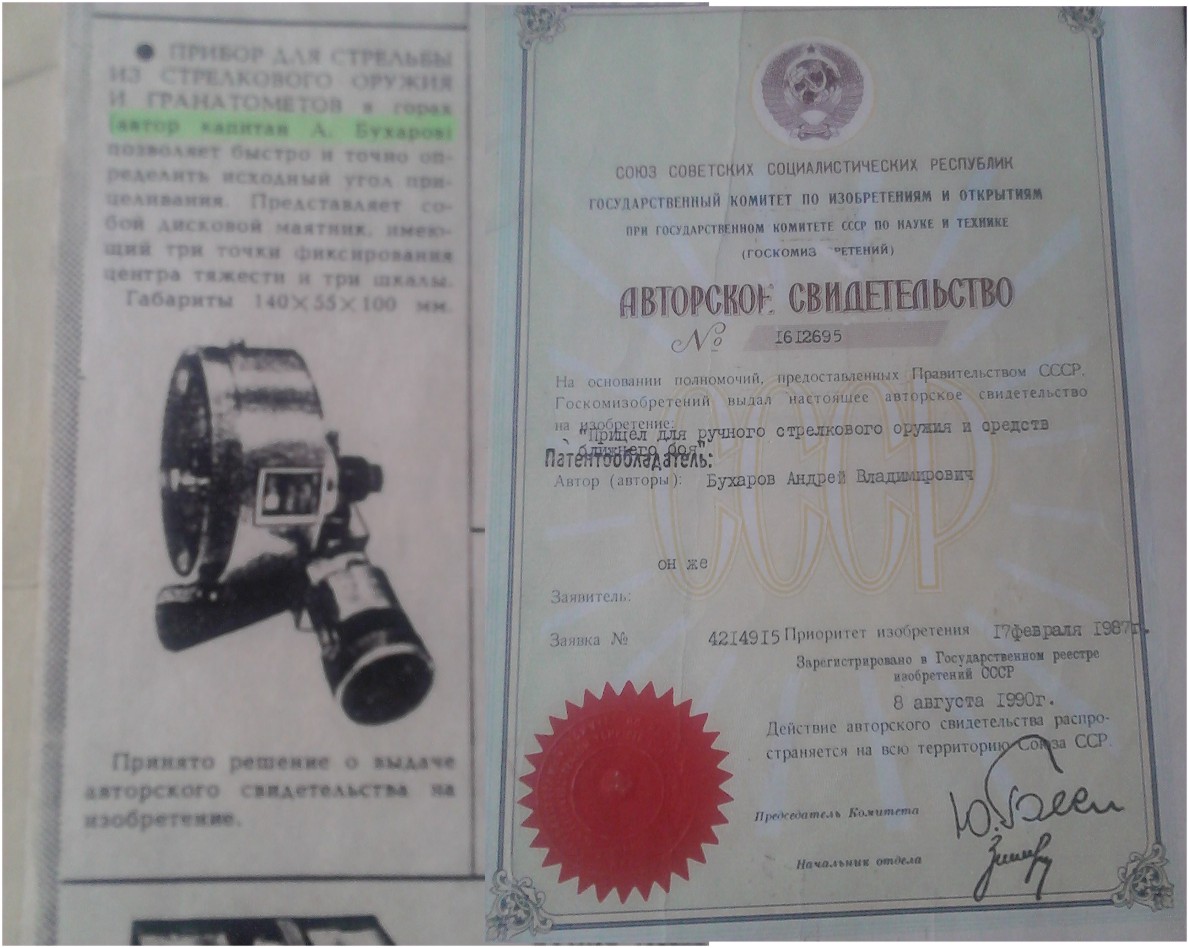 ● ПРИБОР ДЛЯ СТРЕЛЬБЫ
ИЗ СТРЕЛКОВОГО ОРУЖИЯ
И ГРАНАТОМЕТОВ в горах
(автор капитан А. Бухаров)
позволяет быстро и точно оп-
ределить исходный угол при-
целивания. Представляет со-
бой дисковой маятник, имею-
щий три точки фиксирования
центра тяжести и три шкалы.
Габариты 140×55×100 мм.
Принято решение о выдаче
авторского свидетельства на
изобретение.
СОЮЗ СОВЕТСКИХ СОЦИАЛИСТИЧЕСКИХ РЕСПУБЛИК
ГОСУДАРСТВЕННЫЙ КОМИТЕТ ПО ИЗОБРЕТЕНИЯМ И ОТКРЫТИЯМ
ПРИ ГОСУДАРСТВЕННОМ КОМИТЕТЕ СССР ПО НАУКЕ И ТЕХНИКЕ
(ГОСКОМИЗ РЕТЕНИЙ)
АВТОРСКОЕ СВИДЕТЕЛЬСТВО
№ 1612695
На основании полномочий, предоставленных Правительством СССР,
Госкомизобретений выдал настоящее авторское свидетельство
на изобретение:
"Прицел для ручного стрелкового оружия и средств
ближнего боя"
Патентообладатель:
Автор (авторы): Бухаров Андрей Владимирович
СССР
он же
Заявитель:
Заявка № 4214915 Приоритет изобретения 17февраля 1987г.
Зарегистрировано в Государственном реестре
изобретений СССР
8 августа 1990г.
Действие авторского свидетельства распро-
страняется на всю территорию Союза ССР.
Председатель Комитета
Начальник отдела